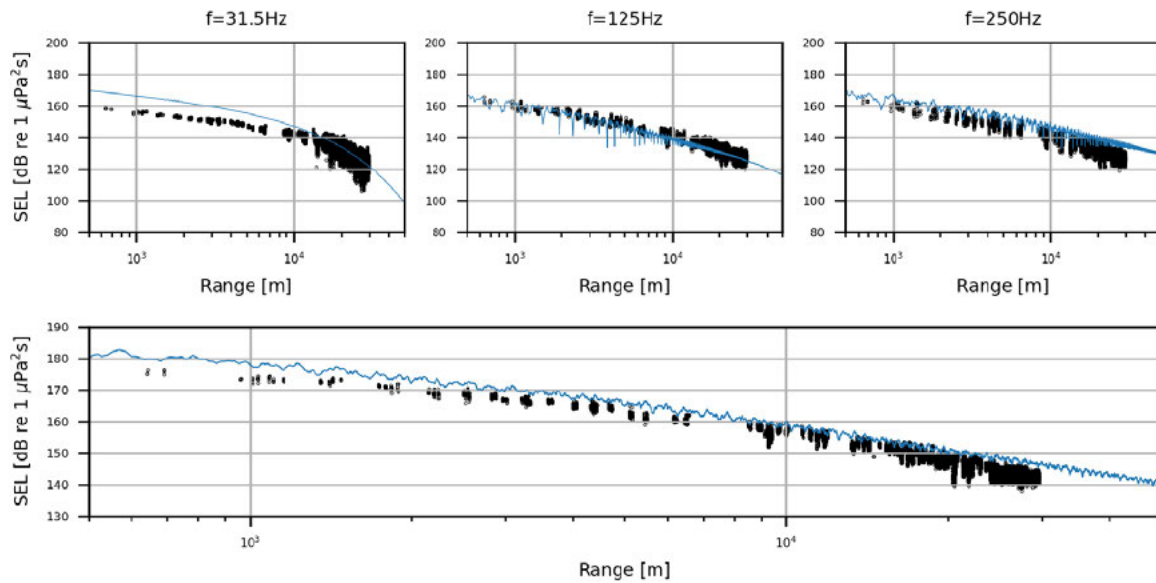 f=31.5Hz f=125Hz f=250Hz
SEL [dB re 1 μPa²s]
200 200 200
180 180 180
160 160 160
140 140 140
120 120 120
100 100 100
80 80 80
10³ 10⁴ 10³ 10⁴ 10³ 10⁴
Range [m] Range [m] Range [m]
SEL [dB re 1 μPa²s]
190
180
170
160
150
140
130
10³ 10⁴
Range [m]